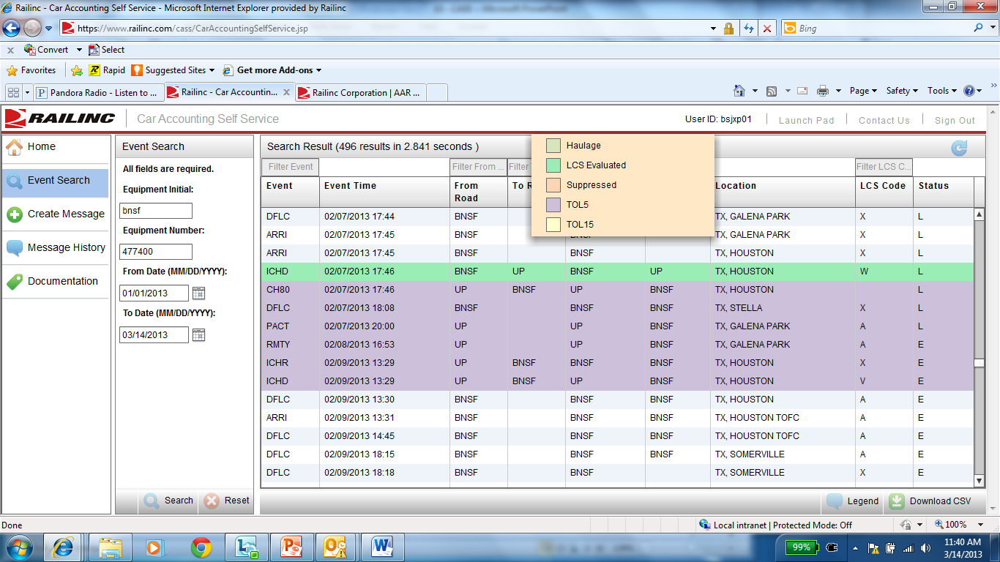 Railinc - Car Accounting Self Service - Microsoft Internet Explorer provided by Railinc
https://www.railinc.com/cass/CarAccountingSelfService.jsp
Bing
x Convert Select
Favorites Rapid Suggested Sites Get more Add-ons
Pandora Radio - Listen to ... Railinc - Car Accountin... x Railinc Corporation | AAR ... Page Safety Tools
RAILINC Car Accounting Self Service User ID: bsjxp01 Launch Pad Contact Us Sign Out
Home
Event Search
Create Message
Message History
Documentation
Event Search
All fields are required.
Equipment Initial:
bnsf
Equipment Number:
477400
From Date (MM/DD/YYYY):
01/01/2013
To Date (MM/DD/YYYY):
03/14/2013
Search Reset
Search Result (496 results in 2.841 seconds )
Haulage
LCS Evaluated
Suppressed
TOL5
TOL15
Filter Event Filter From ... Filter Filter LCS C...
Event Event Time From Road To R Location LCS Code Status
DFLC 02/07/2013 17:44 BNSF TX, GALENA PARK X L
ARRI 02/07/2013 17:45 BNSF BNSF TX, GALENA PARK X L
ARRI 02/07/2013 17:45 BNSF BNSF TX, HOUSTON X L
ICHD 02/07/2013 17:46 BNSF UP BNSF UP TX, HOUSTON W L
CH80 02/07/2013 17:46 UP BNSF UP BNSF TX, HOUSTON L
DFLC 02/07/2013 18:08 BNSF BNSF BNSF TX, STELLA X L
PACT 02/07/2013 20:00 UP UP BNSF TX, GALENA PARK A L
RMTY 02/08/2013 16:53 UP UP BNSF TX, GALENA PARK A E
ICHR 02/09/2013 13:29 UP BNSF BNSF BNSF TX, HOUSTON X E
ICHD 02/09/2013 13:29 UP BNSF UP BNSF TX, HOUSTON V E
DFLC 02/09/2013 13:30 BNSF BNSF BNSF TX, HOUSTON A E
ARRI 02/09/2013 13:31 BNSF BNSF BNSF TX, HOUSTON TOFC A E
DFLC 02/09/2013 14:45 BNSF BNSF BNSF TX, HOUSTON TOFC A E
DFLC 02/09/2013 18:15 BNSF BNSF BNSF TX, SOMERVILLE A E
DFLC 02/09/2013 18:18 BNSF BNSF TX, SOMERVILLE X E
Legend Download CSV
Done Local intranet | Protected Mode: Off 100%
99% 11:40 AM
3/14/2013